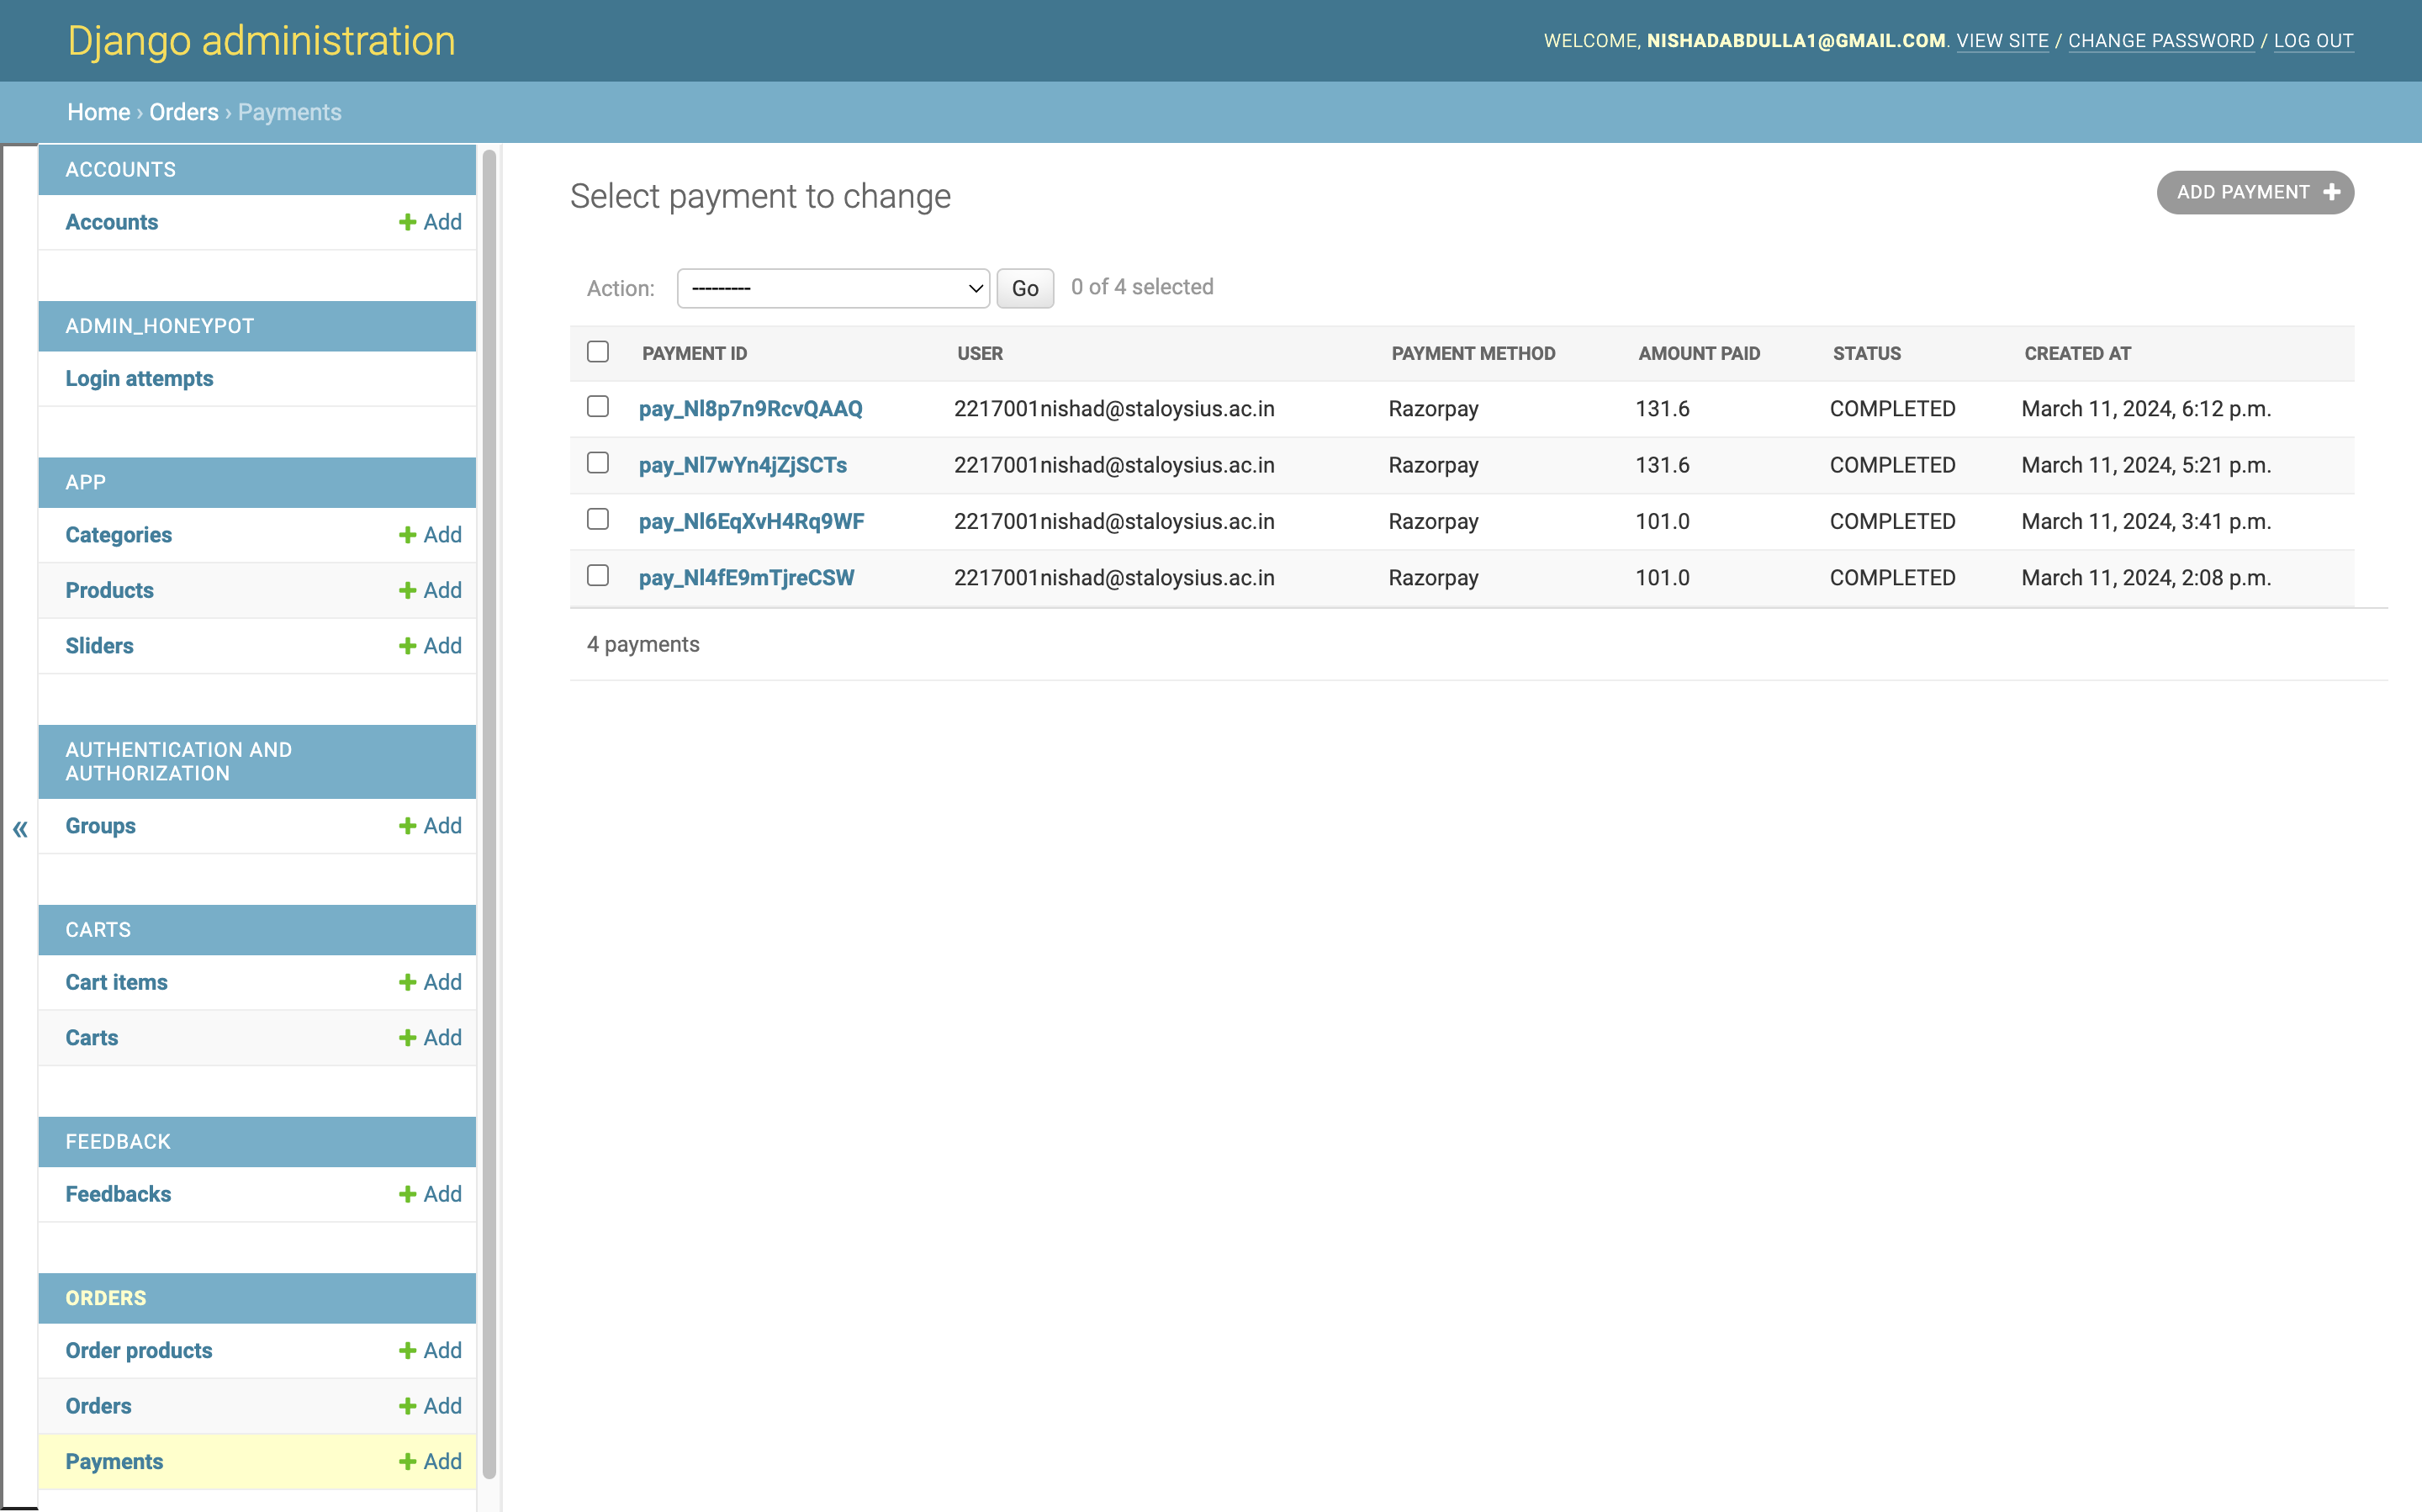 Django administration
WELCOME, NISHADABDULLA1@GMAIL.COM. VIEW SITE / CHANGE PASSWORD / LOG OUT
Home › Orders › Payments
ACCOUNTS
Accounts + Add
ADMIN_HONEYPOT
Login attempts
APP
Categories + Add
Products + Add
Sliders + Add
AUTHENTICATION AND
AUTHORIZATION
Groups + Add
CARTS
Cart items + Add
Carts + Add
FEEDBACK
Feedbacks + Add
ORDERS
Order products + Add
Orders + Add
Payments + Add
«
Select payment to change
ADD PAYMENT +
Action: --------- Go 0 of 4 selected
PAYMENT ID USER PAYMENT METHOD AMOUNT PAID STATUS CREATED AT
pay_Nl8p7n9RcvQAAQ 2217001nishad@staloysius.ac.in Razorpay 131.6 COMPLETED March 11, 2024, 6:12 p.m.
pay_Nl7wYn4jZjSCTs 2217001nishad@staloysius.ac.in Razorpay 131.6 COMPLETED March 11, 2024, 5:21 p.m.
pay_Nl6EqXvH4Rq9WF 2217001nishad@staloysius.ac.in Razorpay 101.0 COMPLETED March 11, 2024, 3:41 p.m.
pay_Nl4fE9mTjreCSW 2217001nishad@staloysius.ac.in Razorpay 101.0 COMPLETED March 11, 2024, 2:08 p.m.
4 payments